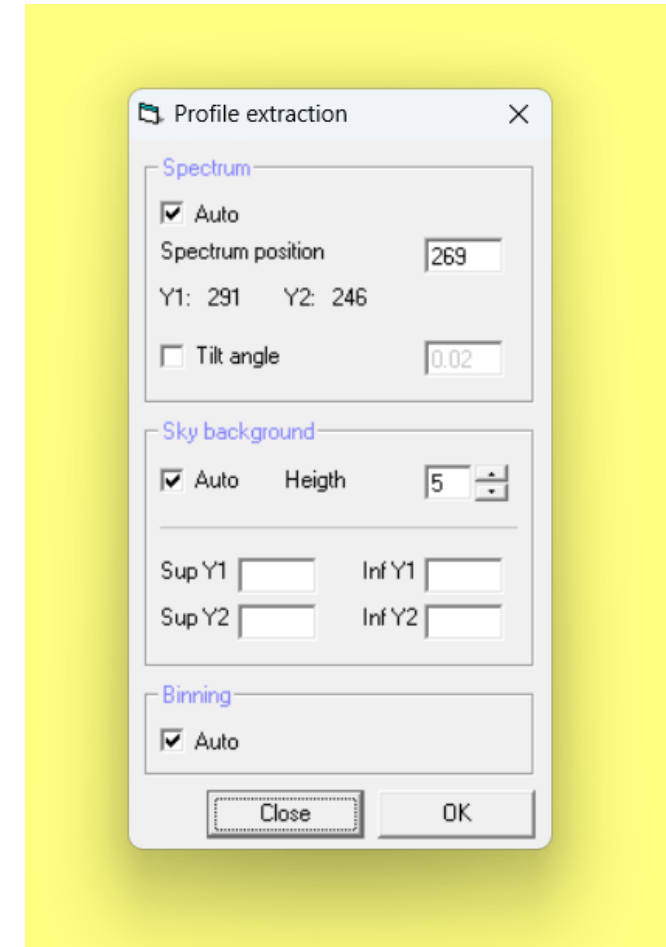 Profile extraction
Spectrum
Auto
Spectrum position 269
Y1: 291 Y2: 246
Tilt angle 0.02
Sky background
Auto Heigth 5
Sup Y1 Inf Y1
Sup Y2 Inf Y2
Binning
Auto
Close OK